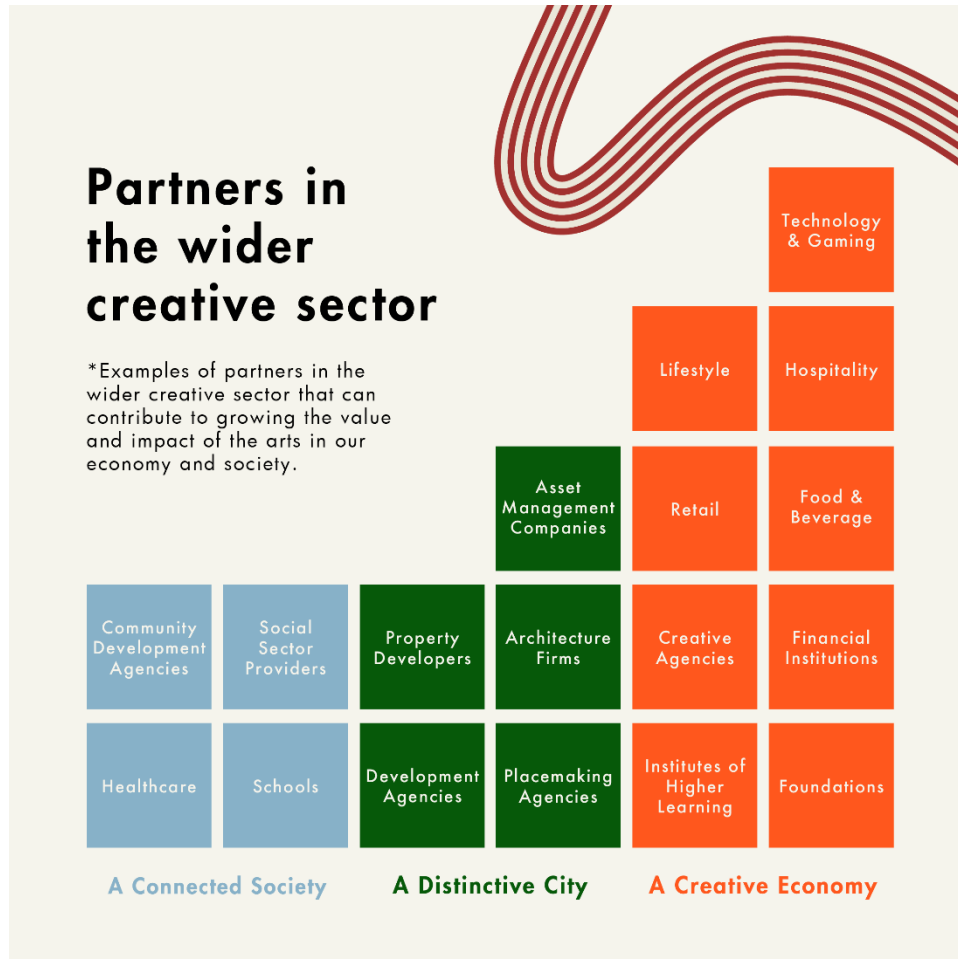 Partners in
the wider
creative sector
*Examples of partners in the
wider creative sector that can
contribute to growing the value
and impact of the arts in our
economy and society.
Technology
& Gaming
Lifestyle
Hospitality
Asset
Management
Companies
Retail
Food &
Beverage
Community
Development
Agencies
Social
Sector
Providers
Property
Developers
Architecture
Firms
Creative
Agencies
Financial
Institutions
Healthcare
Schools
Development
Agencies
Placemaking
Agencies
Institutes of
Higher
Learning
Foundations
A Connected Society
A Distinctive City
A Creative Economy